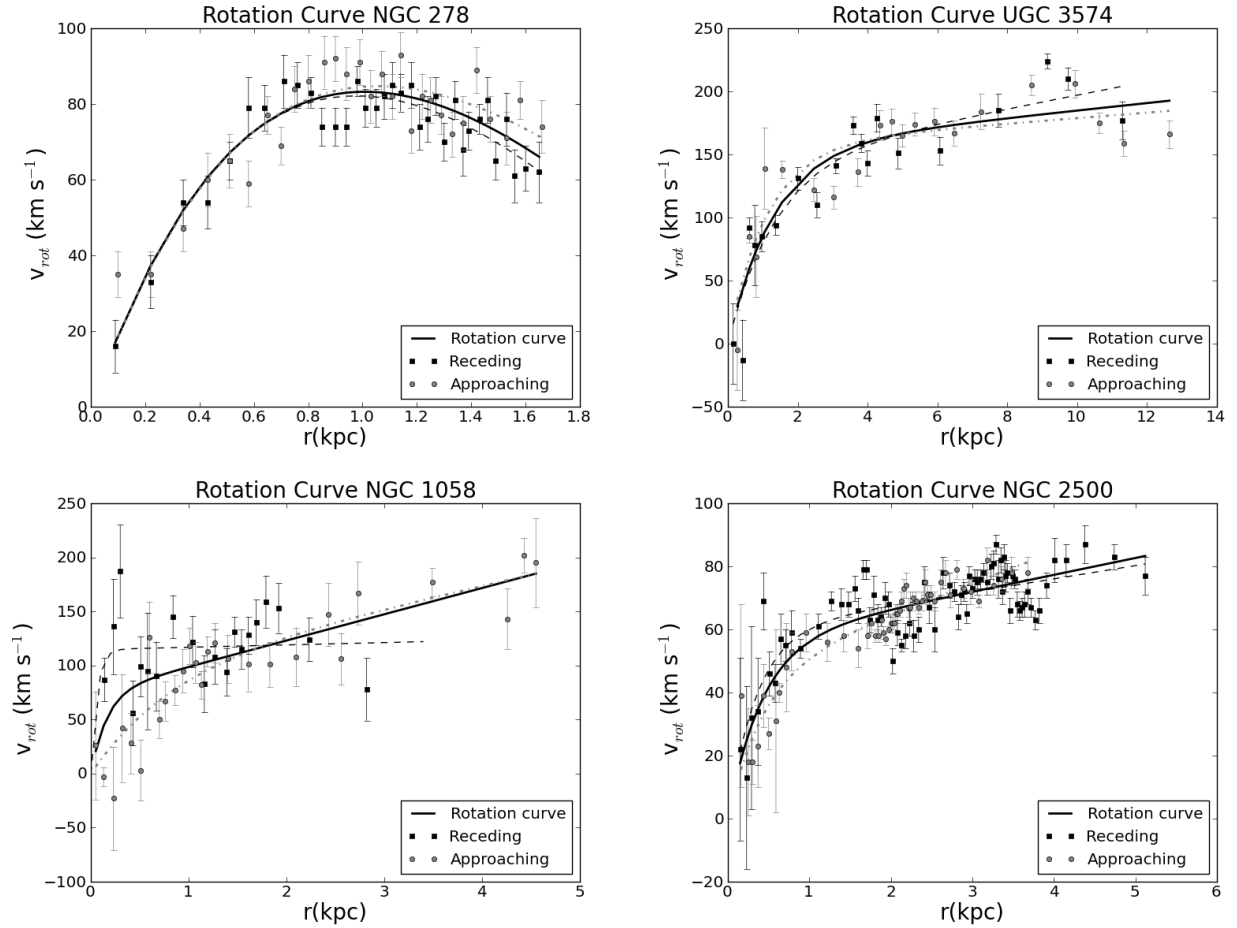 Rotation Curve NGC 278
100
80
60
40
20
0
v_rot (km s⁻¹)
0.0 0.2 0.4 0.6 0.8 1.0 1.2 1.4 1.6 1.8
r(kpc)
Rotation curve
Receding
Approaching
Rotation Curve UGC 3574
250
200
150
100
50
0
−50
v_rot (km s⁻¹)
0 2 4 6 8 10 12 14
r(kpc)
Rotation curve
Receding
Approaching
Rotation Curve NGC 1058
250
200
150
100
50
0
−50
−100
v_rot (km s⁻¹)
0 1 2 3 4 5
r(kpc)
Rotation curve
Receding
Approaching
Rotation Curve NGC 2500
100
80
60
40
20
0
−20
v_rot (km s⁻¹)
0 1 2 3 4 5 6
r(kpc)
Rotation curve
Receding
Approaching